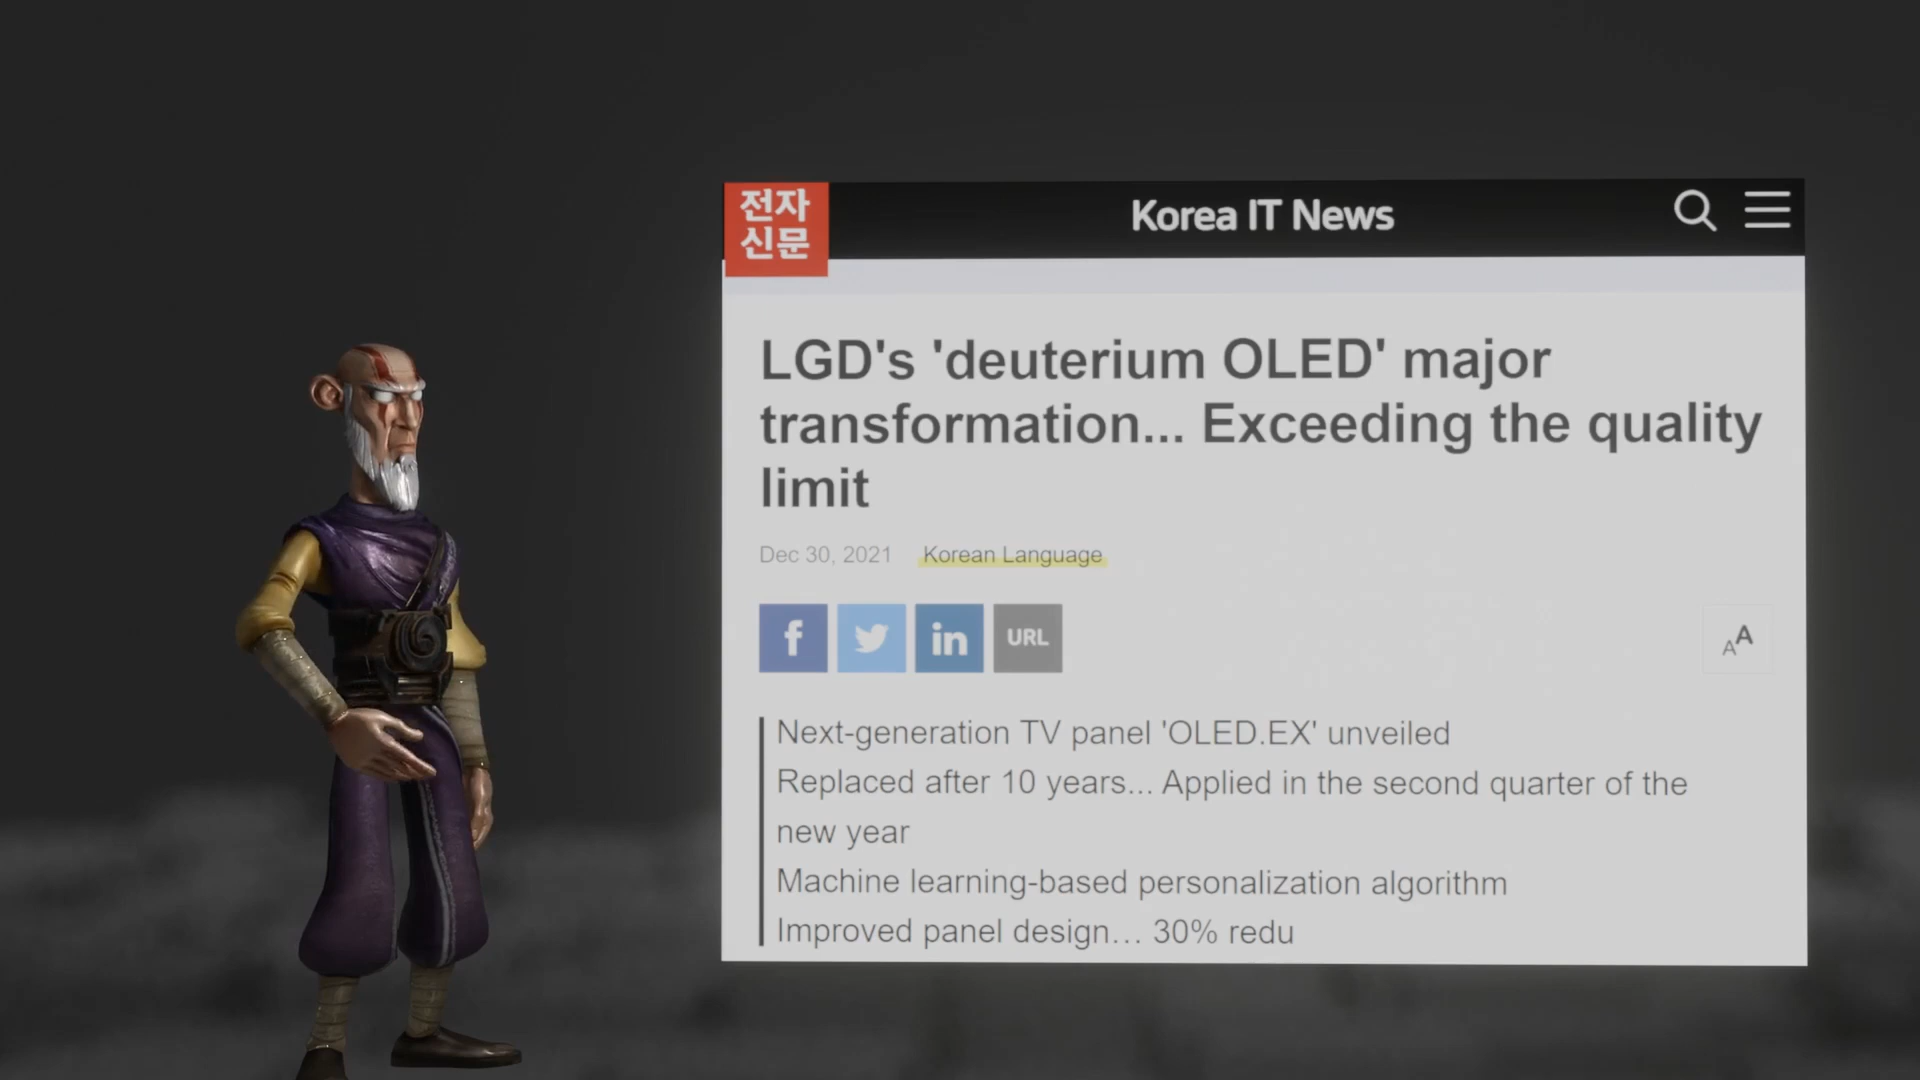 전자
신문
Korea IT News
LGD's 'deuterium OLED' major
transformation... Exceeding the quality
limit
Dec 30, 2021 Korean Language
f in URL
AA
Next-generation TV panel 'OLED.EX' unveiled
Replaced after 10 years... Applied in the second quarter of the
new year
Machine learning-based personalization algorithm
Improved panel design... 30% redu